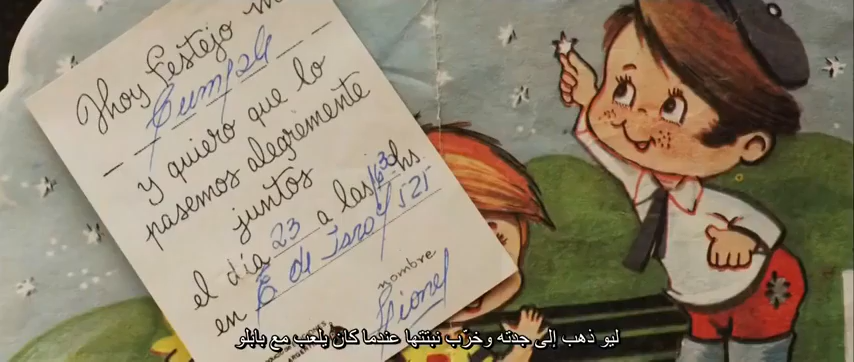 Hoy festejo mi
Cumple
y quiero que lo
pasemos alegremente
juntos
el día 23 a las 16 30 hs.
en E de Israel 525
nombre
Lionel
ليو ذهب إلى جدته وخرّب نبتتها عندما كان يلعب مع بابلو